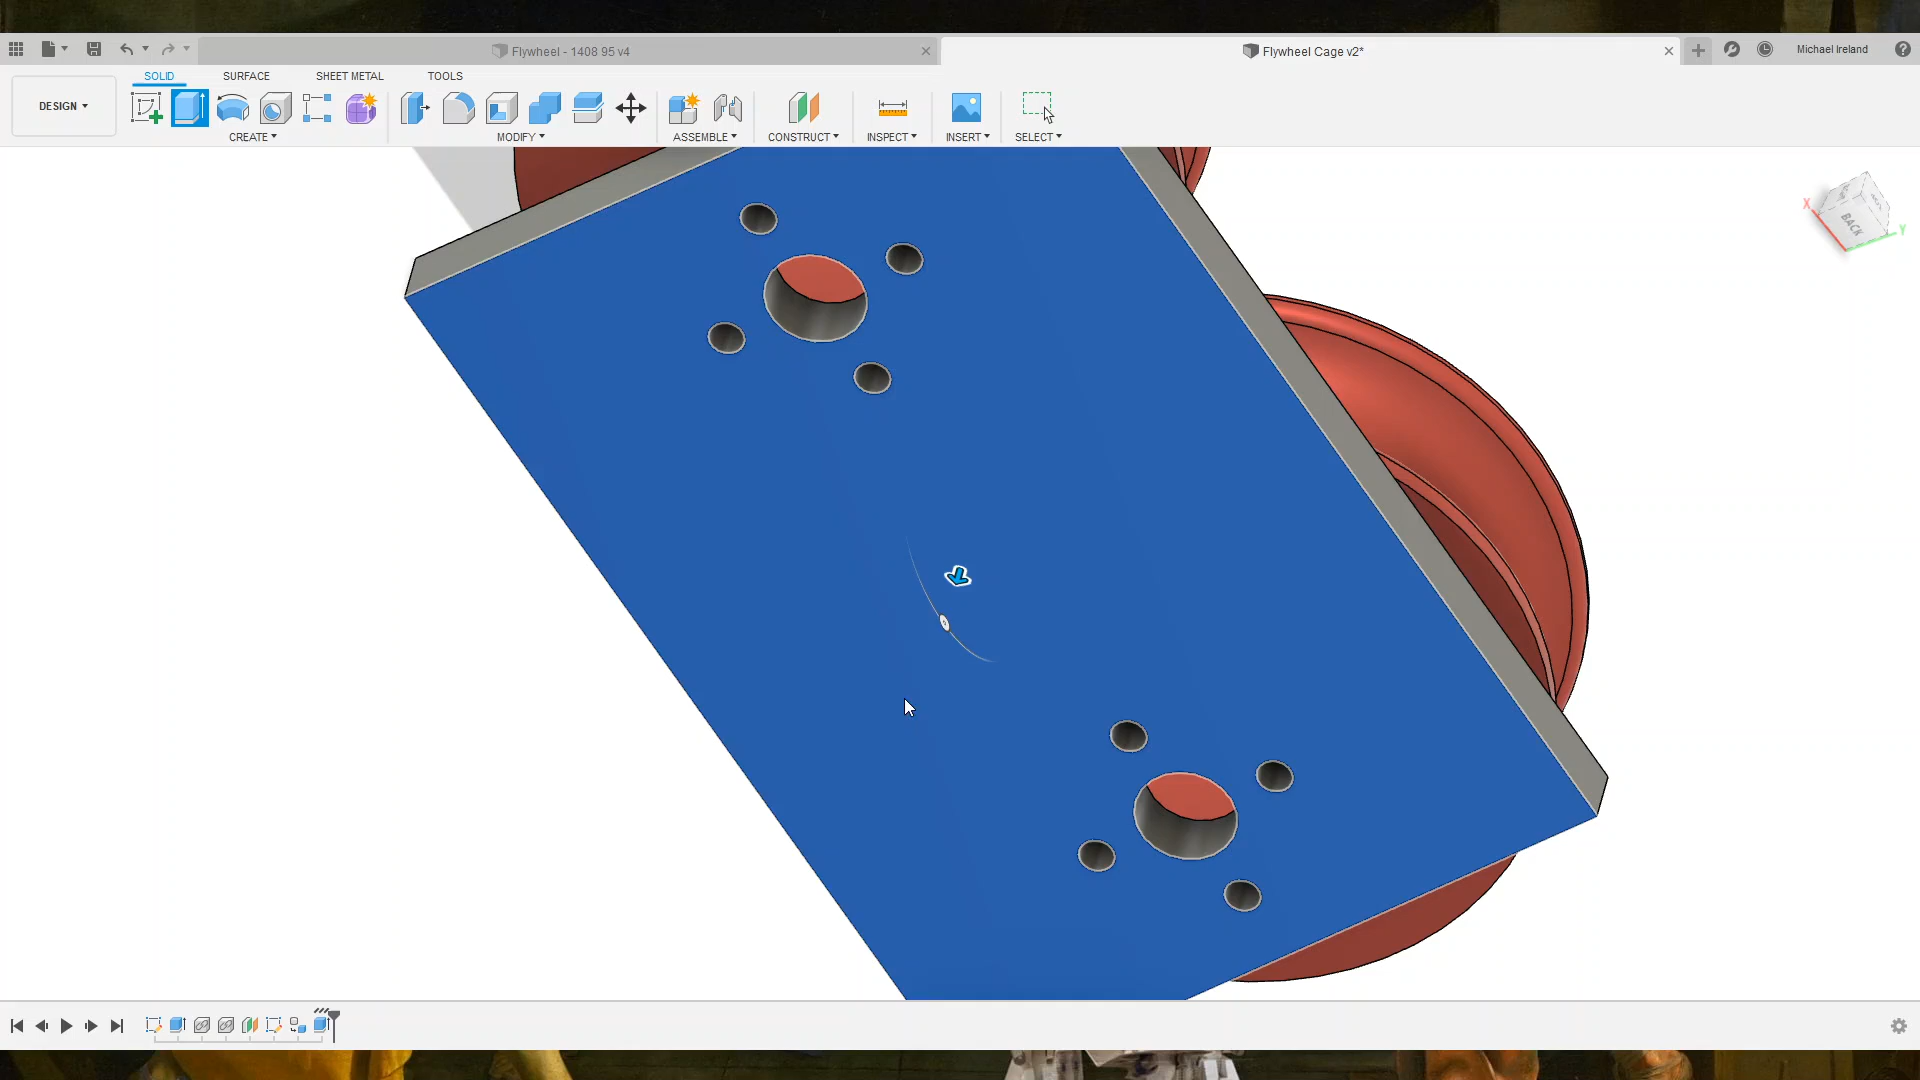 Flywheel - 1408 95 v4
Flywheel Cage v2*
Michael Ireland
SOLID
SURFACE
SHEET METAL
TOOLS
DESIGN
CREATE
MODIFY
ASSEMBLE
CONSTRUCT
INSPECT
INSERT
SELECT
X
BACK
Y